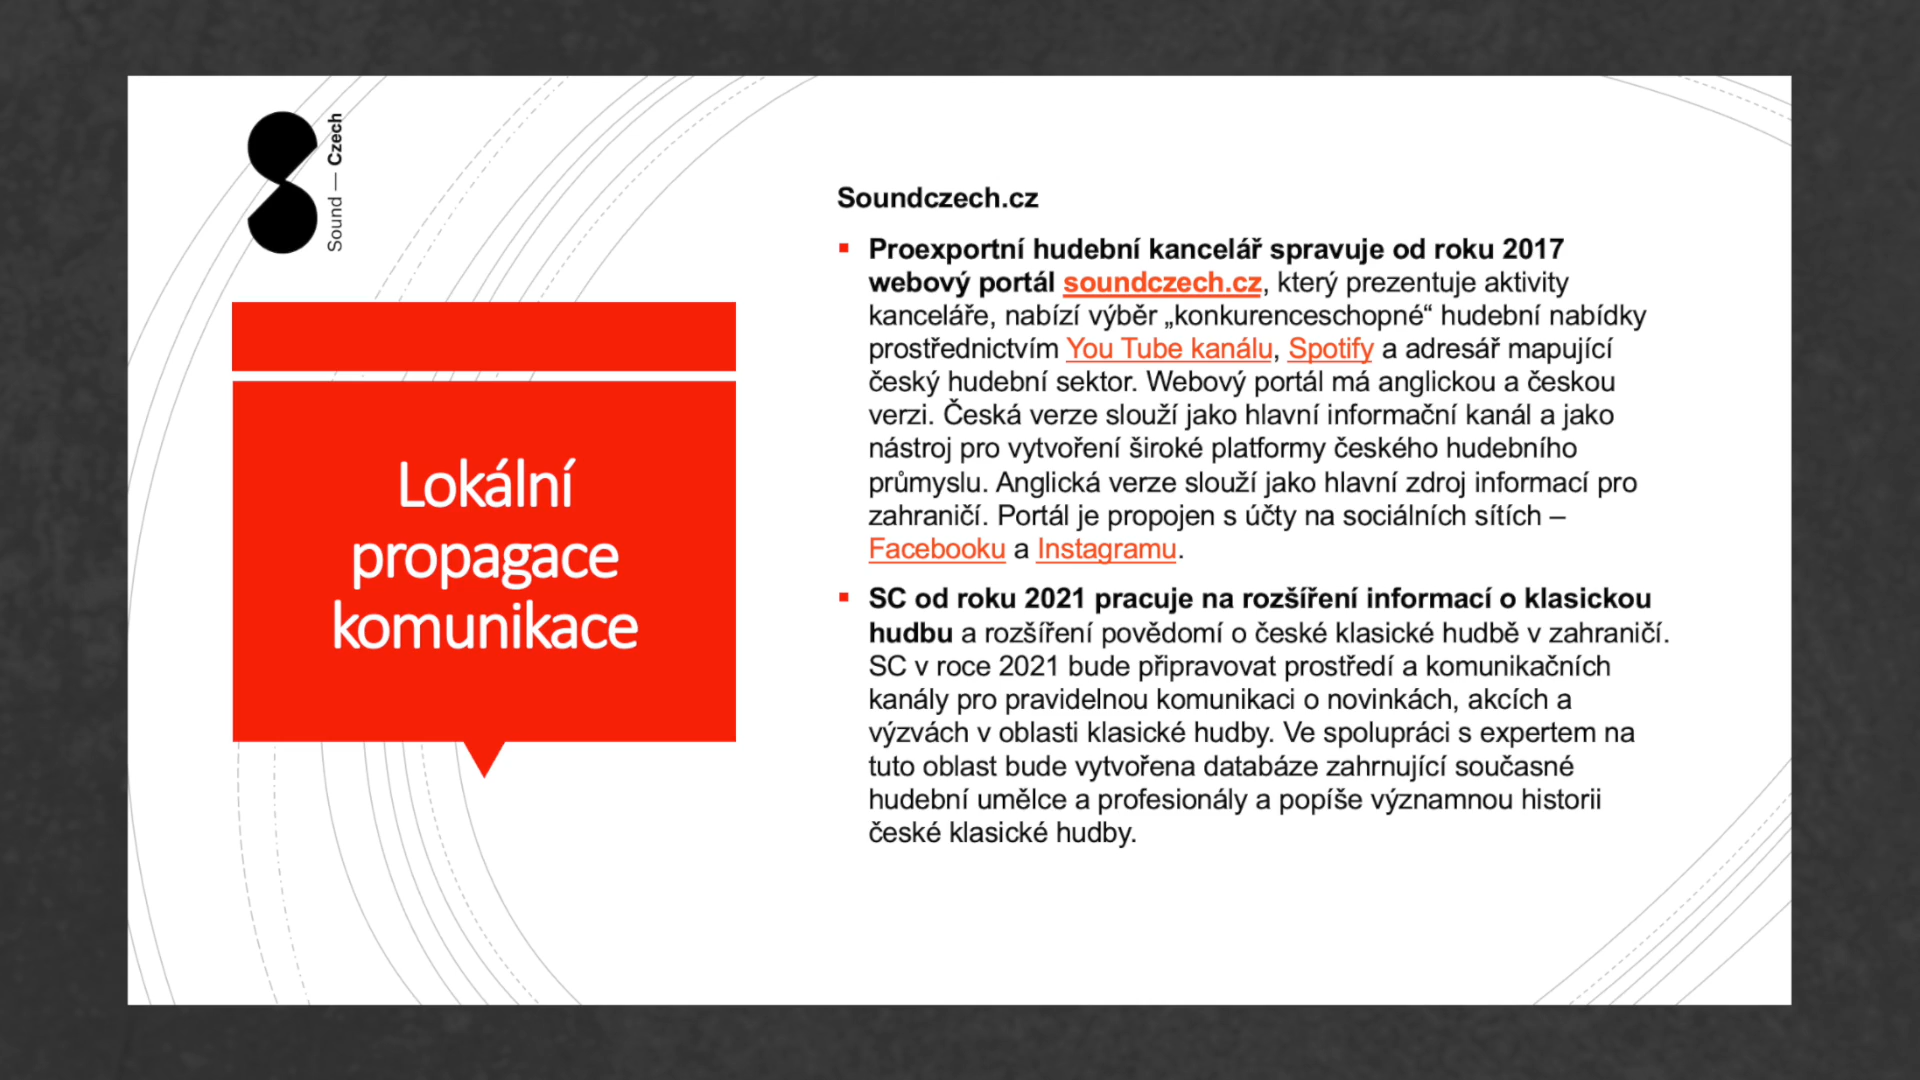 Sound — Czech
Lokální
propagace
komunikace
Soundczech.cz
▪ Proexportní hudební kancelář spravuje od roku 2017
webový portál soundczech.cz, který prezentuje aktivity
kanceláře, nabízí výběr „konkurenceschopné“ hudební nabídky
prostřednictvím You Tube kanálu, Spotify a adresář mapující
český hudební sektor. Webový portál má anglickou a českou
verzi. Česká verze slouží jako hlavní informační kanál a jako
nástroj pro vytvoření široké platformy českého hudebního
průmyslu. Anglická verze slouží jako hlavní zdroj informací pro
zahraničí. Portál je propojen s účty na sociálních sítích –
Facebooku a Instagramu.
▪ SC od roku 2021 pracuje na rozšíření informací o klasickou
hudbu a rozšíření povědomí o české klasické hudbě v zahraničí.
SC v roce 2021 bude připravovat prostředí a komunikačních
kanály pro pravidelnou komunikaci o novinkách, akcích a
výzvách v oblasti klasické hudby. Ve spolupráci s expertem na
tuto oblast bude vytvořena databáze zahrnující současné
hudební umělce a profesionály a popíše významnou historii
české klasické hudby.